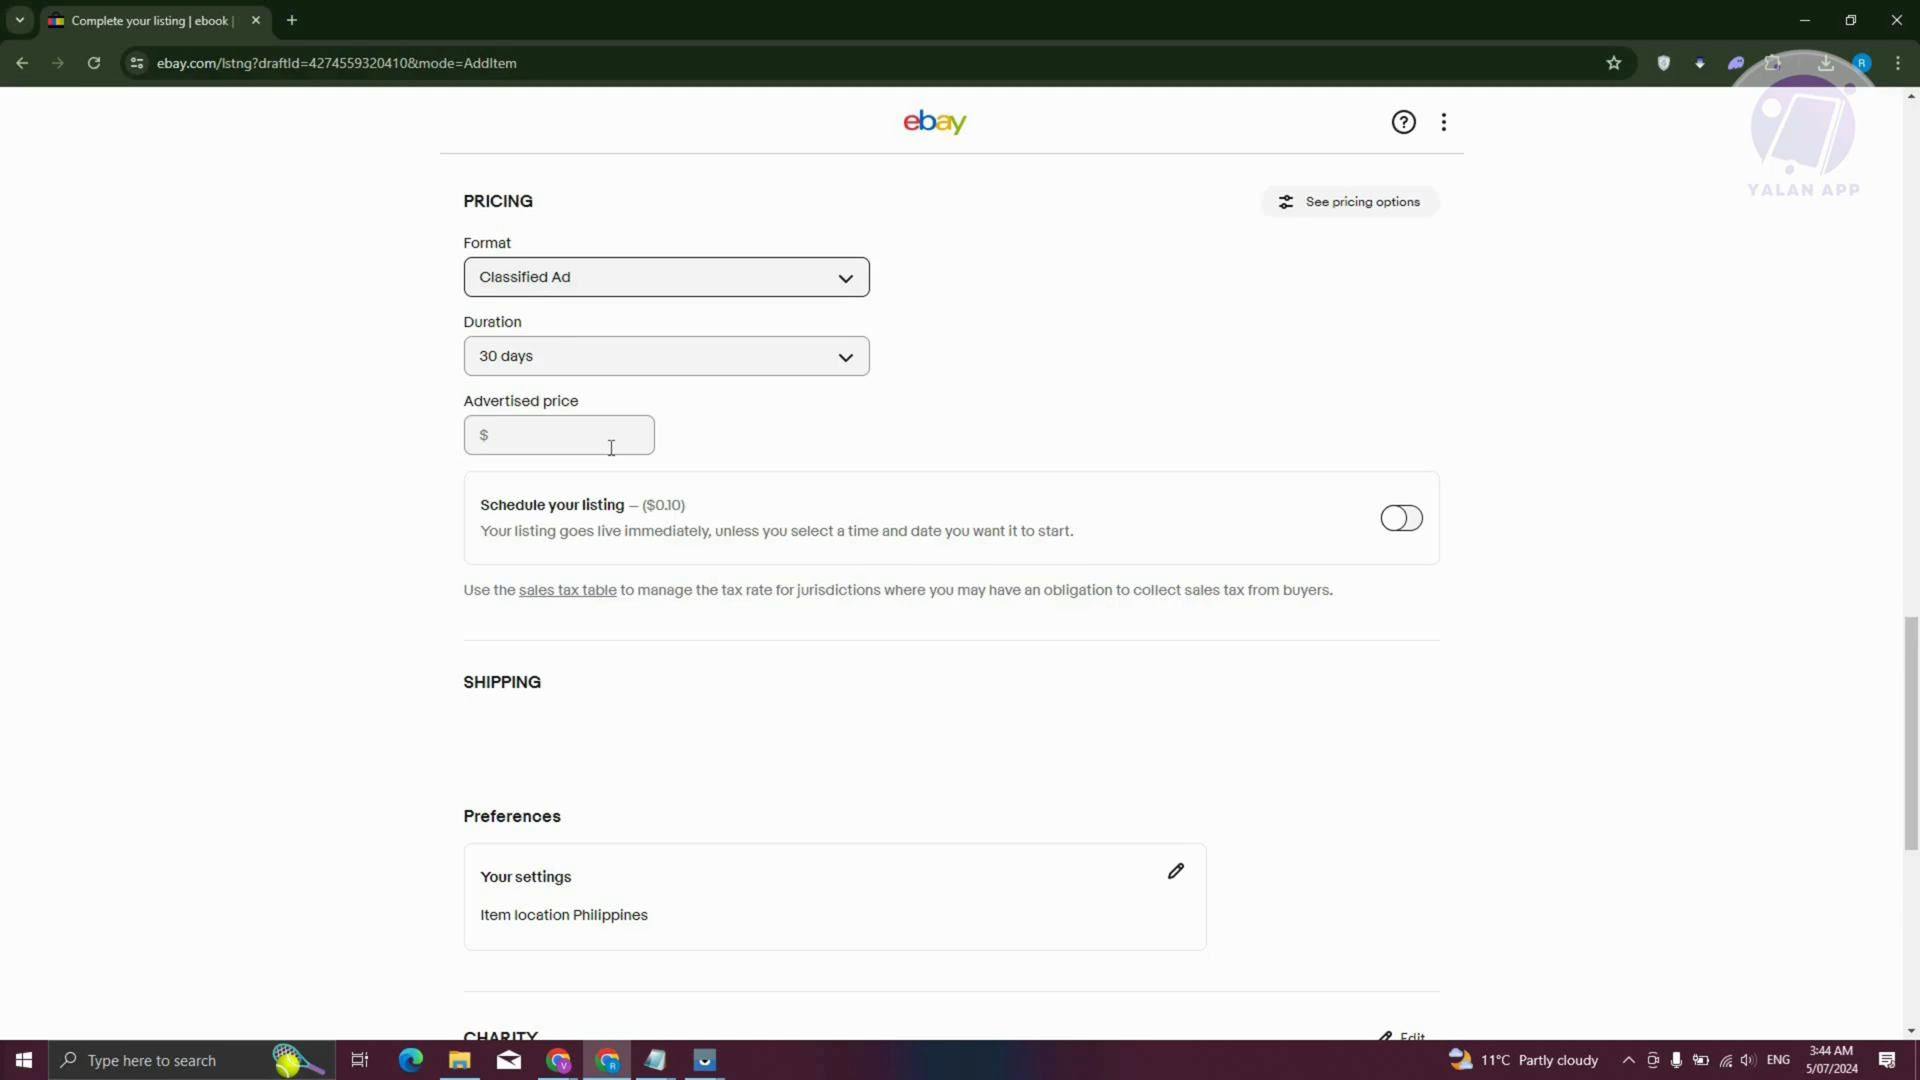 Complete your listing | ebook |
ebay.com/lstng?draftId=4274559320410&mode=AddItem
R
YALAN APP
ebay
PRICING
See pricing options
Format
Classified Ad
Duration
30 days
Advertised price
$
Schedule your listing – ($0.10)
Your listing goes live immediately, unless you select a time and date you want it to start.
Use the sales tax table to manage the tax rate for jurisdictions where you may have an obligation to collect sales tax from buyers.
SHIPPING
Preferences
Your settings
Item location Philippines
CHARITY
Edit
Type here to search
V
R
11°C Partly cloudy
ENG
3:44 AM
5/07/2024